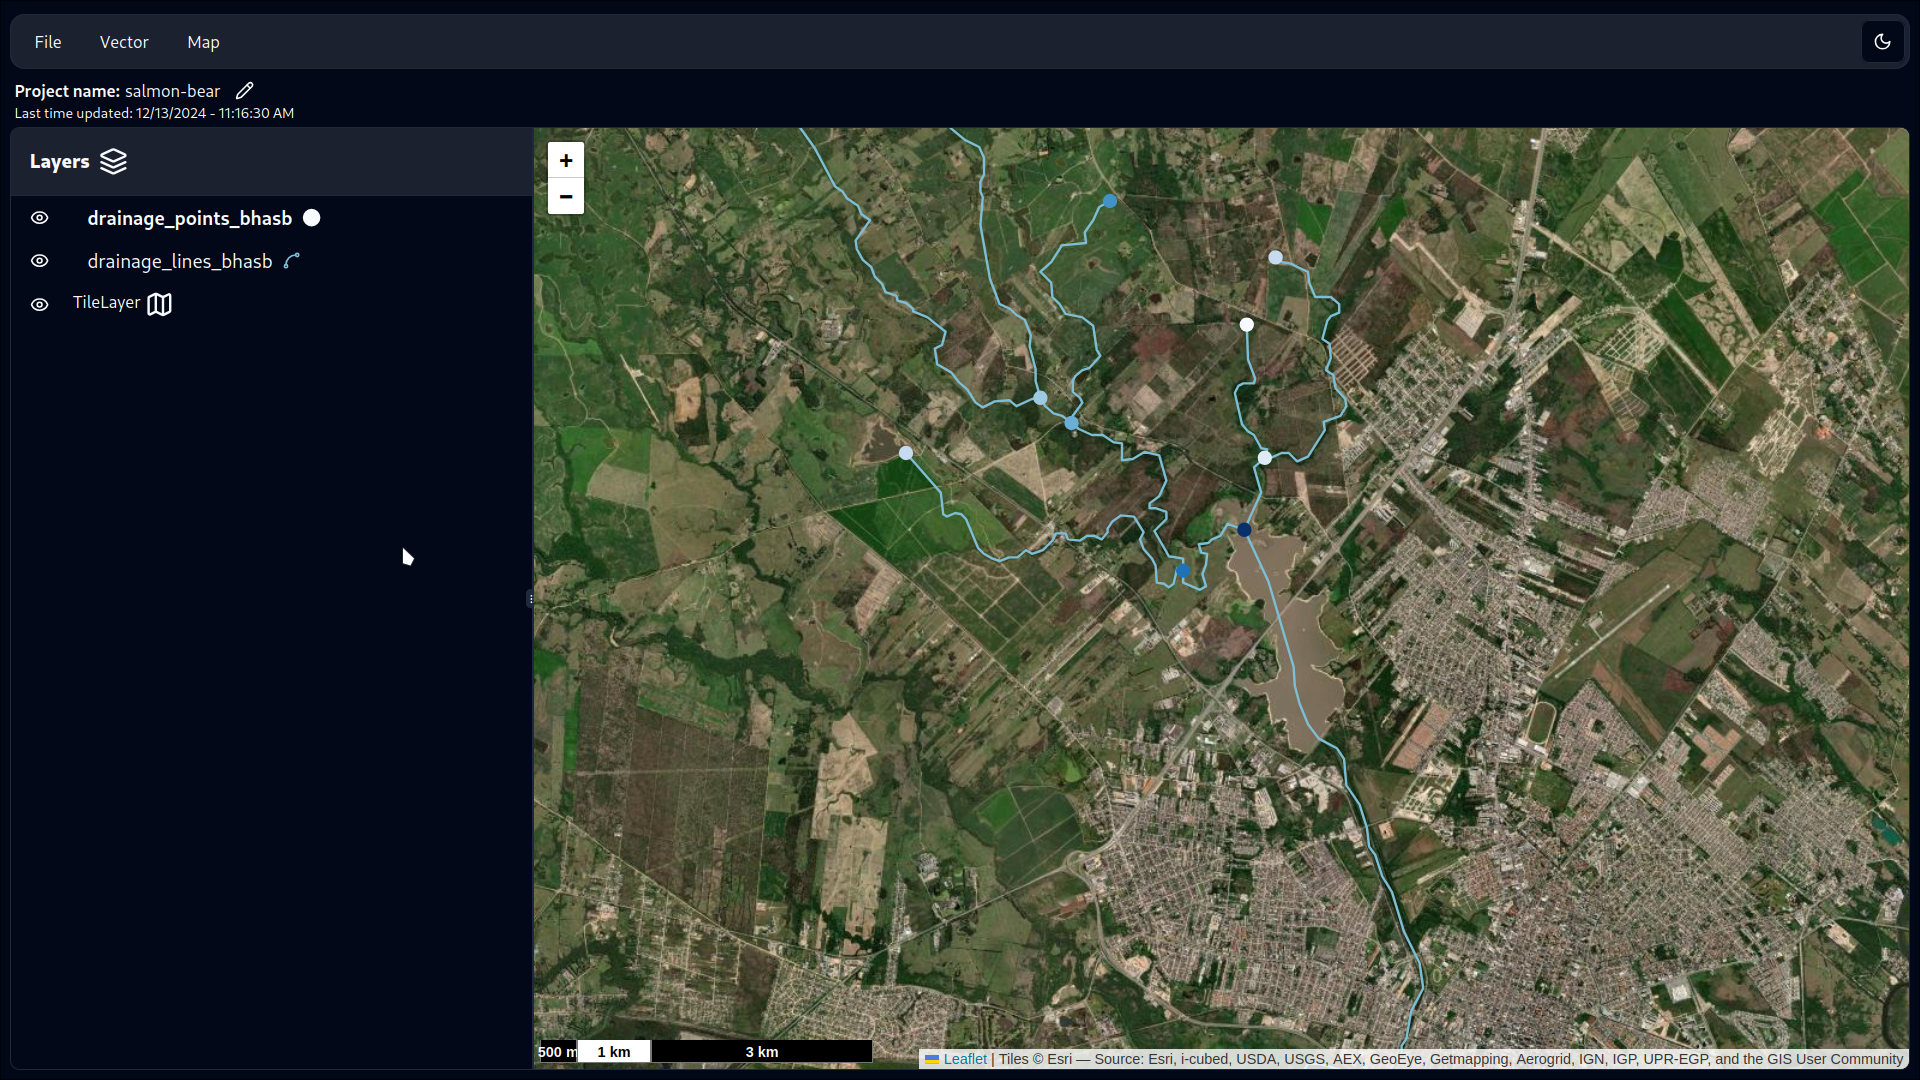 File Vector Map
Project name: salmon-bear
Last time updated: 12/13/2024 - 11:16:30 AM
Layers
drainage_points_bhasb
drainage_lines_bhasb
TileLayer
+
−
500 m 1 km 3 km
Leaflet | Tiles © Esri — Source: Esri, i-cubed, USDA, USGS, AEX, GeoEye, Getmapping, Aerogrid, IGN, IGP, UPR-EGP, and the GIS User Community